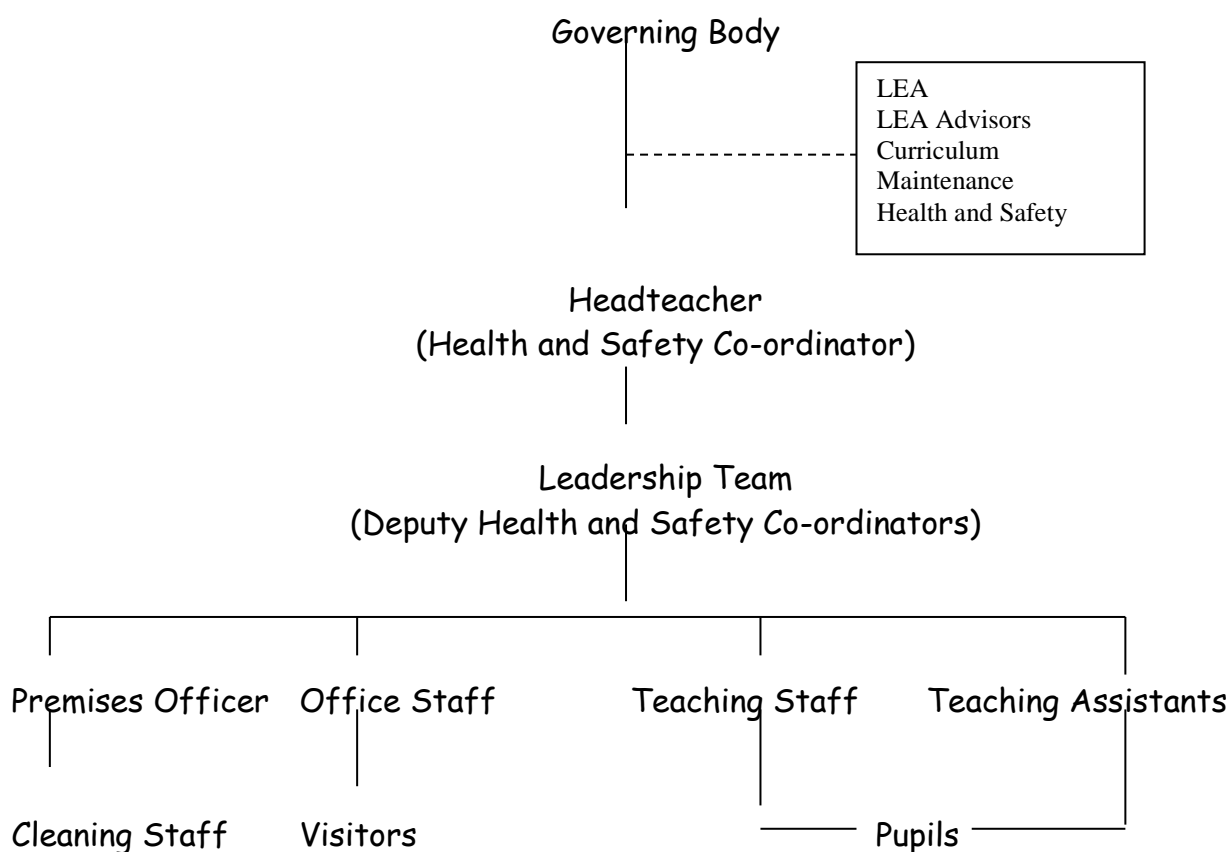 Governing Body
LEA
LEA Advisors
Curriculum
Maintenance
Health and Safety
Headteacher
(Health and Safety Co-ordinator)
Leadership Team
(Deputy Health and Safety Co-ordinators)
Premises Officer Office Staff Teaching Staff Teaching Assistants
Cleaning Staff Visitors Pupils